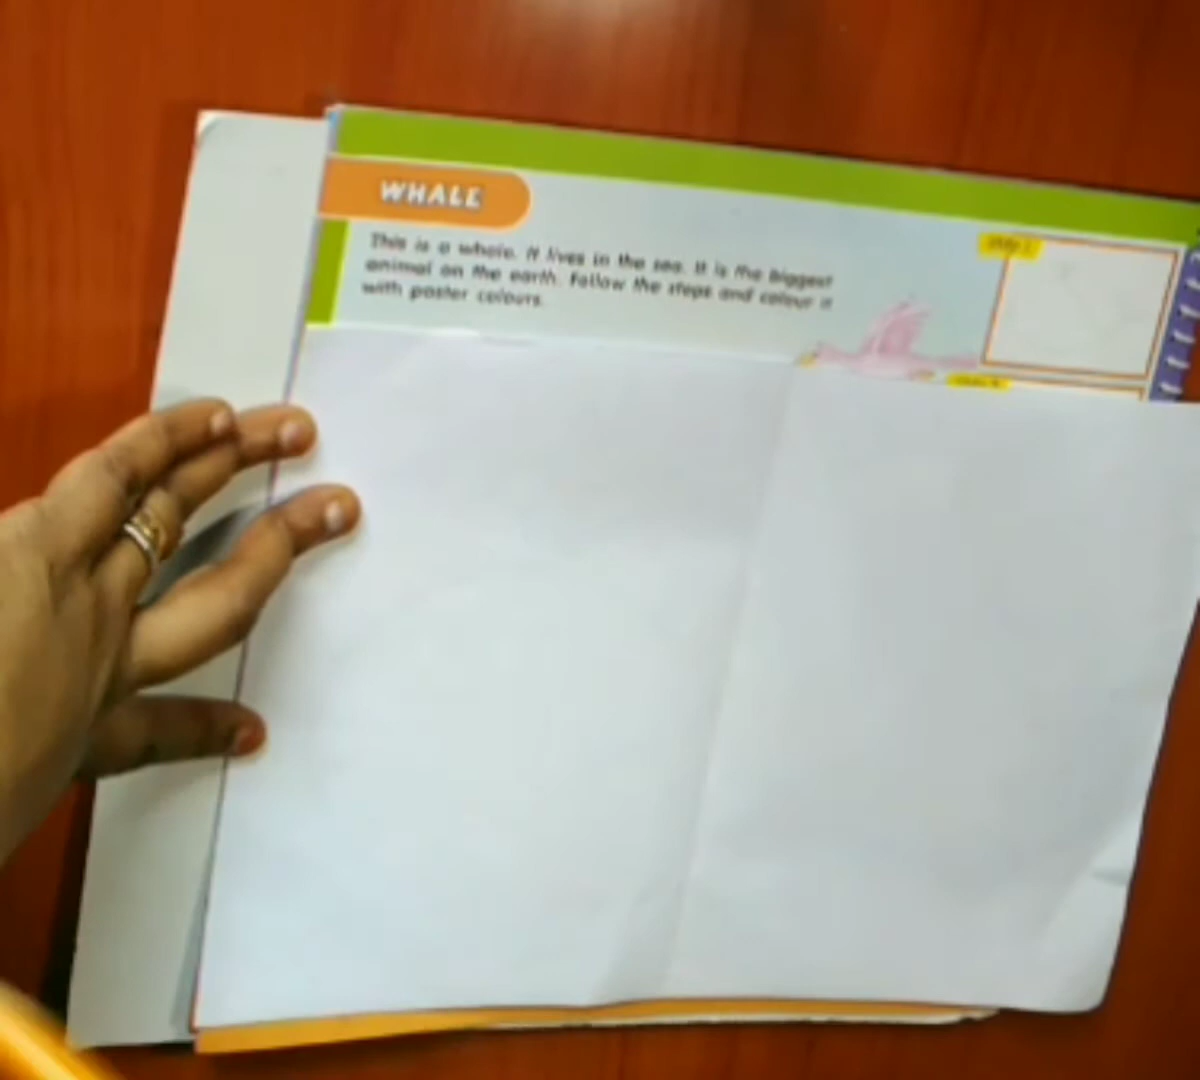 WHALE
This is a whale. It lives in the sea. It is the biggest
animal on the earth. Follow the steps and colour it
with poster colours.